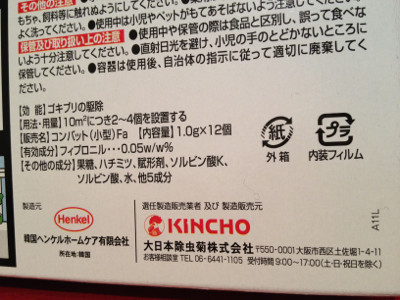 その他の注意
もちや、飼料等に触れぬようにしてください。
よく洗ってください。●使用中は小児やペットがもてあそばないよう注意してください。
保管及び取り扱い上の注意 ●使用中や保管の際は食品と区別し、誤って食べな
いよう十分注意してください。●直射日光を避け、小児の手のとどかないところに
保管してください。●容器は使用後、自治体の指示に従って適切に廃棄してく
ださい。
[効 能] ゴキブリの駆除
[用法・用量] 10m²につき2〜4個を設置する
[販売名] コンバット(小型)Fa [内容量] 1.0g×12個
[有効成分] フィプロニル・・・0.05w/w%
[その他の成分] 果糖、ハチミツ、賦形剤、ソルビン酸K、
ソルビン酸、水、他5成分
紙
外箱
プラ
内装フィルム
製造元
Henkel
韓国ヘンケルホームケア有限会社
所在地:韓国
選任製造販売業者 及び 製造販売元
KINCHO
大日本除虫菊株式会社 〒550-0001 大阪市西区土佐堀1-4-11
お客様相談室 TEL 06-6441-1105 受付時間 9:00〜17:00(土・日・祝日を除く)
A11L